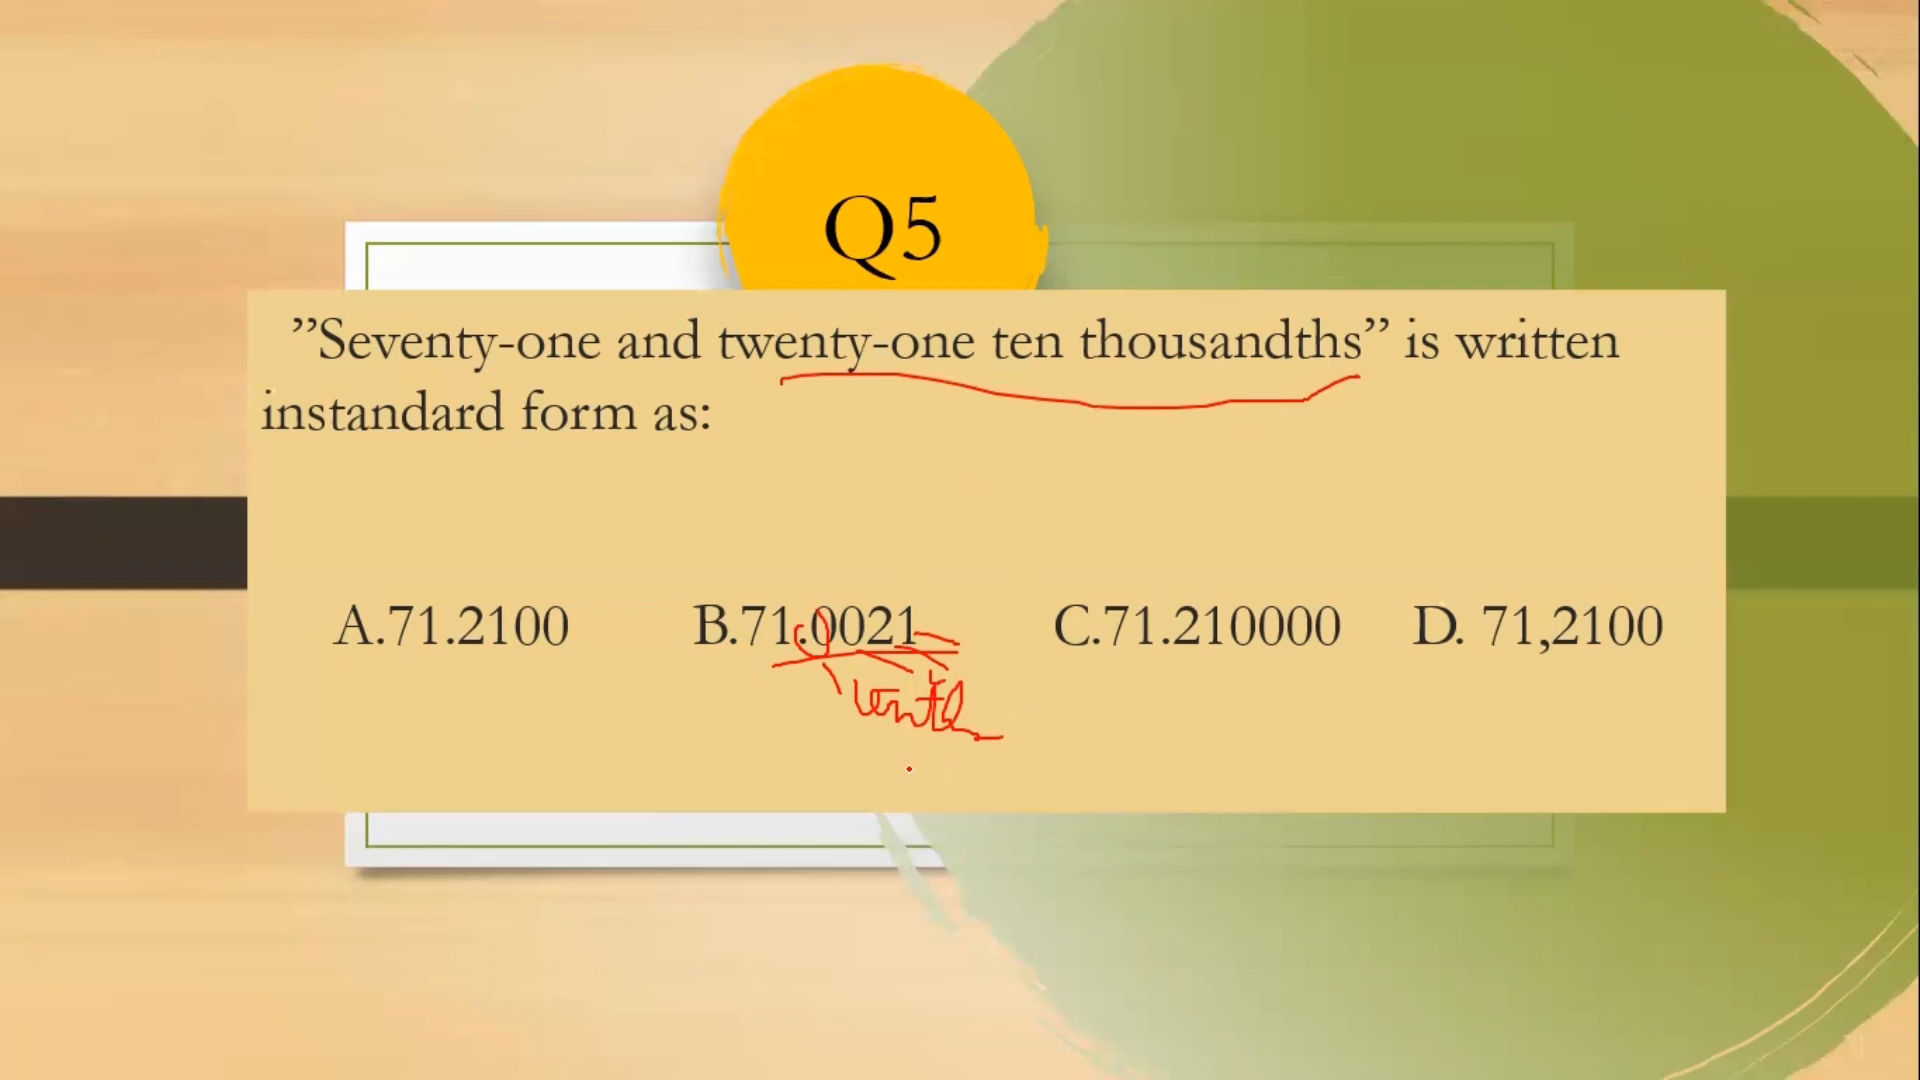 Q5
”Seventy-one and twenty-one ten thousandths” is written
instandard form as:
A.71.2100 B.71.0021 C.71.210000 D. 71,2100
tenth